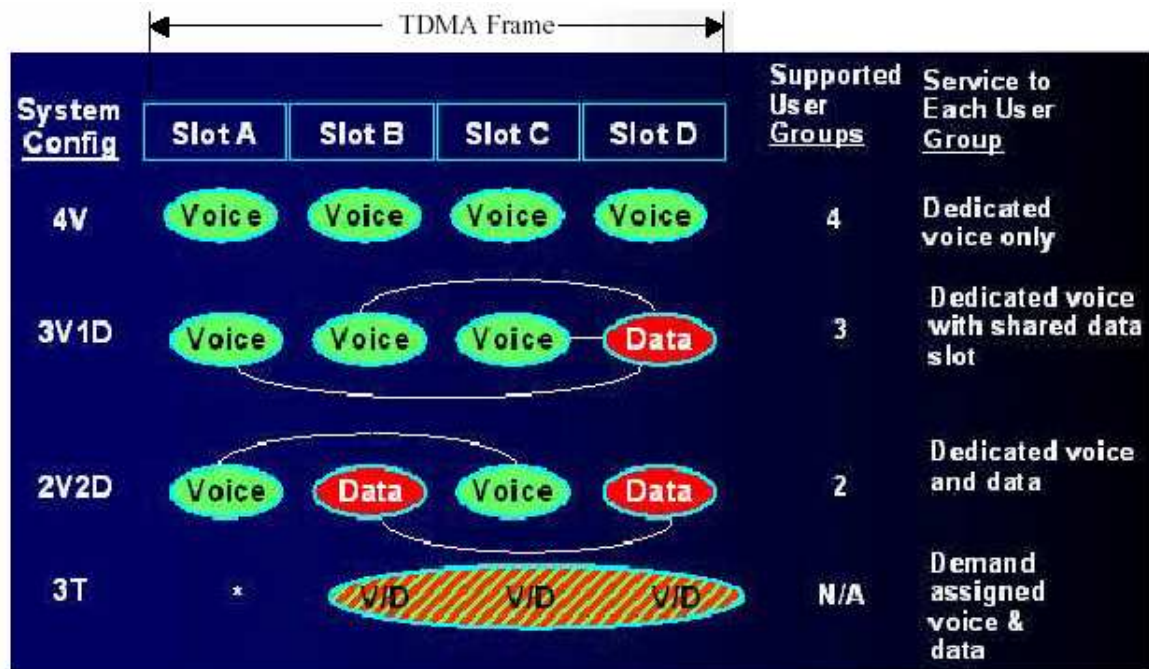 TDMA Frame
System Config
Slot A
Slot B
Slot C
Slot D
Supported User Groups
Service to Each User Group
4V
Voice
Voice
Voice
Voice
4
Dedicated voice only
3V1D
Voice
Voice
Voice
Data
3
Dedicated voice with shared data slot
2V2D
Voice
Data
Voice
Data
2
Dedicated voice and data
3T
*
V/D
V/D
V/D
N/A
Demand assigned voice & data